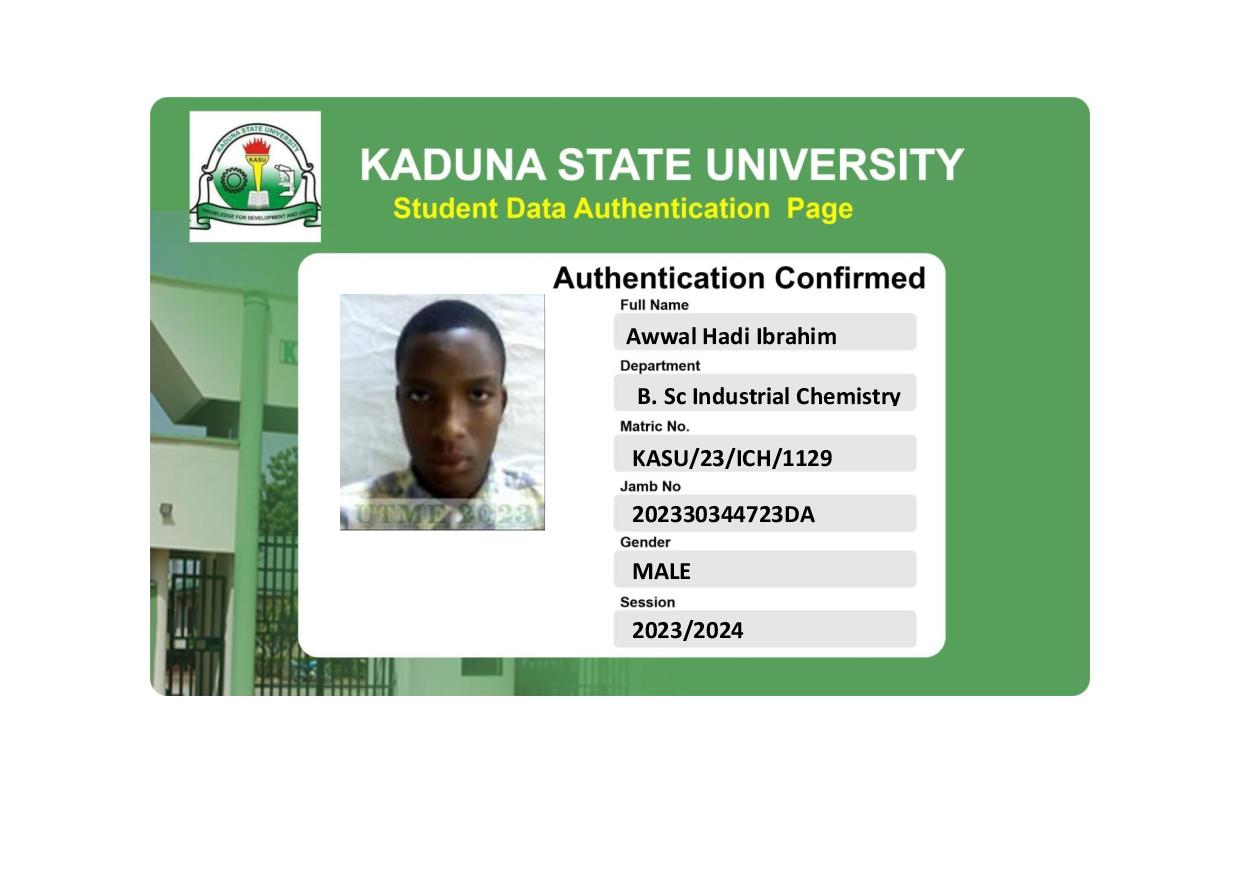 KADUNA STATE UNIVERSITY
KASU
KNOWLEDGE FOR DEVELOPMENT AND UNITY
KADUNA STATE UNIVERSITY
Student Data Authentication Page
Authentication Confirmed
Full Name
Awwal Hadi Ibrahim
Department
B. Sc Industrial Chemistry
Matric No.
KASU/23/ICH/1129
Jamb No
202330344723DA
Gender
MALE
Session
2023/2024
UTME 2023
K